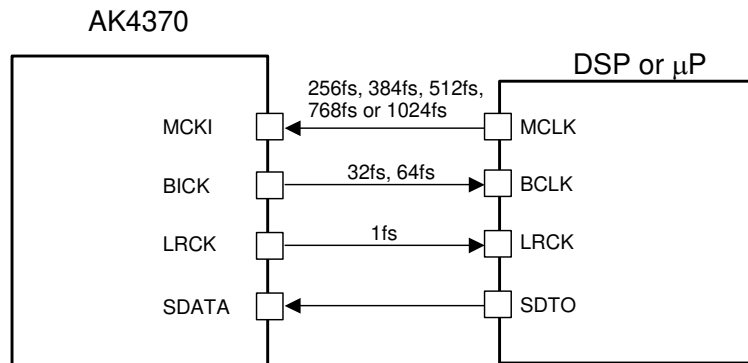 AK4370
DSP or μP
256fs, 384fs, 512fs,
768fs or 1024fs
MCKI
MCLK
BICK
32fs, 64fs
BCLK
LRCK
1fs
LRCK
SDATA
SDTO